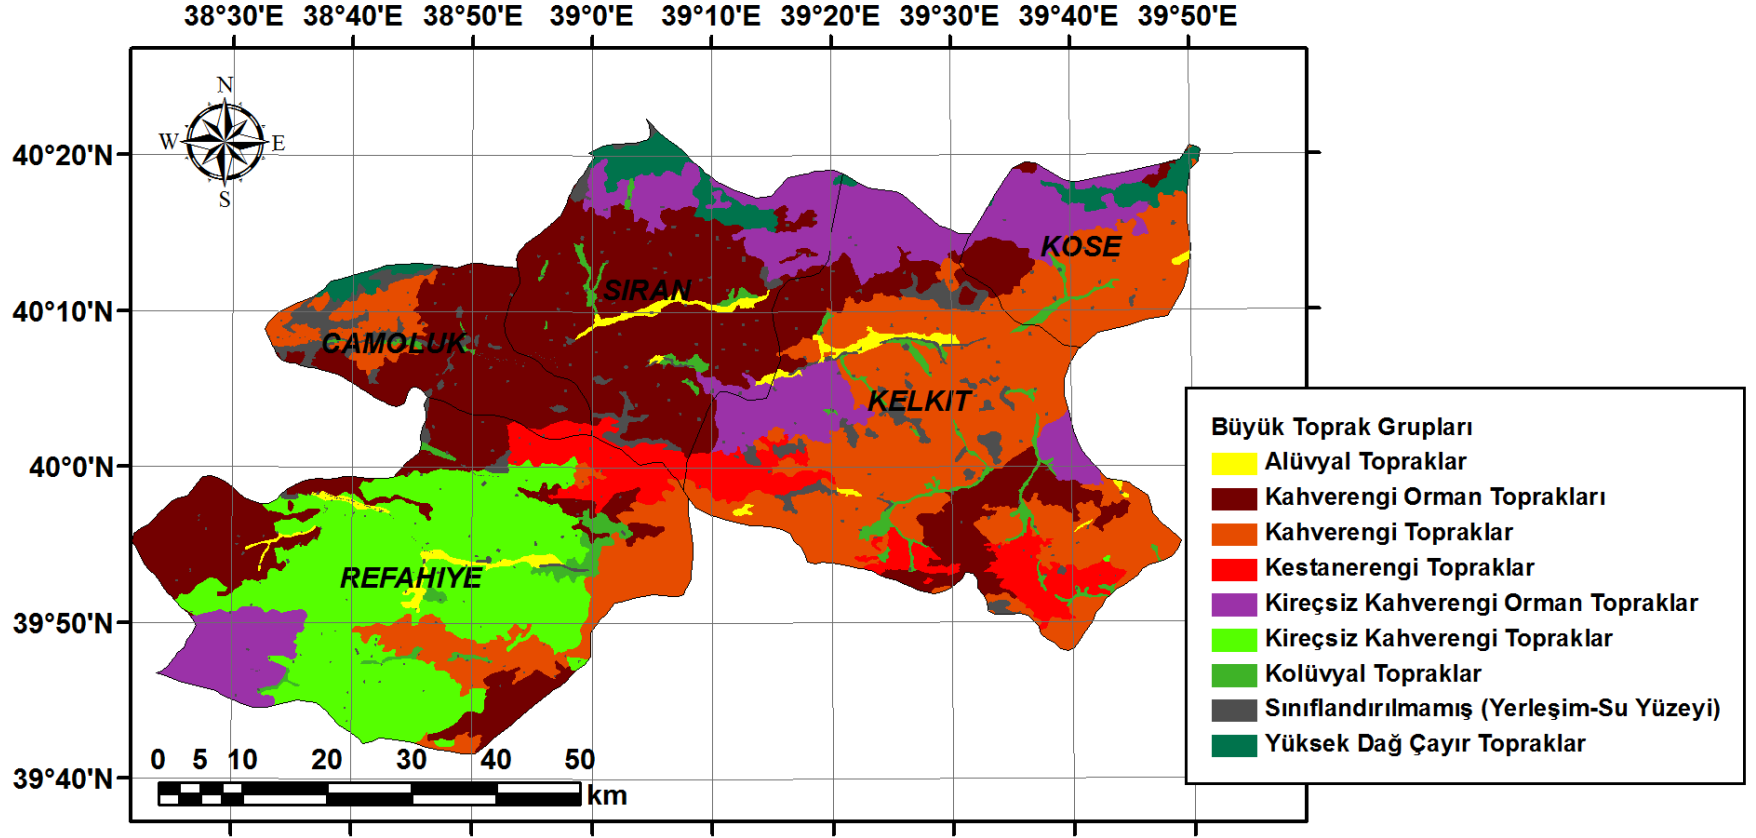 38°30'E 38°40'E 38°50'E 39°0'E 39°10'E 39°20'E 39°30'E 39°40'E 39°50'E
N
W E
S
40°20'N
40°10'N
40°0'N
39°50'N
39°40'N
KOSE
SIRAN
CAMOLUK
KELKIT
REFAHIYE
0 5 10 20 30 40 50
km
Büyük Toprak Grupları
Alüvyal Topraklar
Kahverengi Orman Toprakları
Kahverengi Topraklar
Kestanerengi Topraklar
Kireçsiz Kahverengi Orman Topraklar
Kireçsiz Kahverengi Topraklar
Kolüvyal Topraklar
Sınıflandırılmamış (Yerleşim-Su Yüzeyi)
Yüksek Dağ Çayır Topraklar